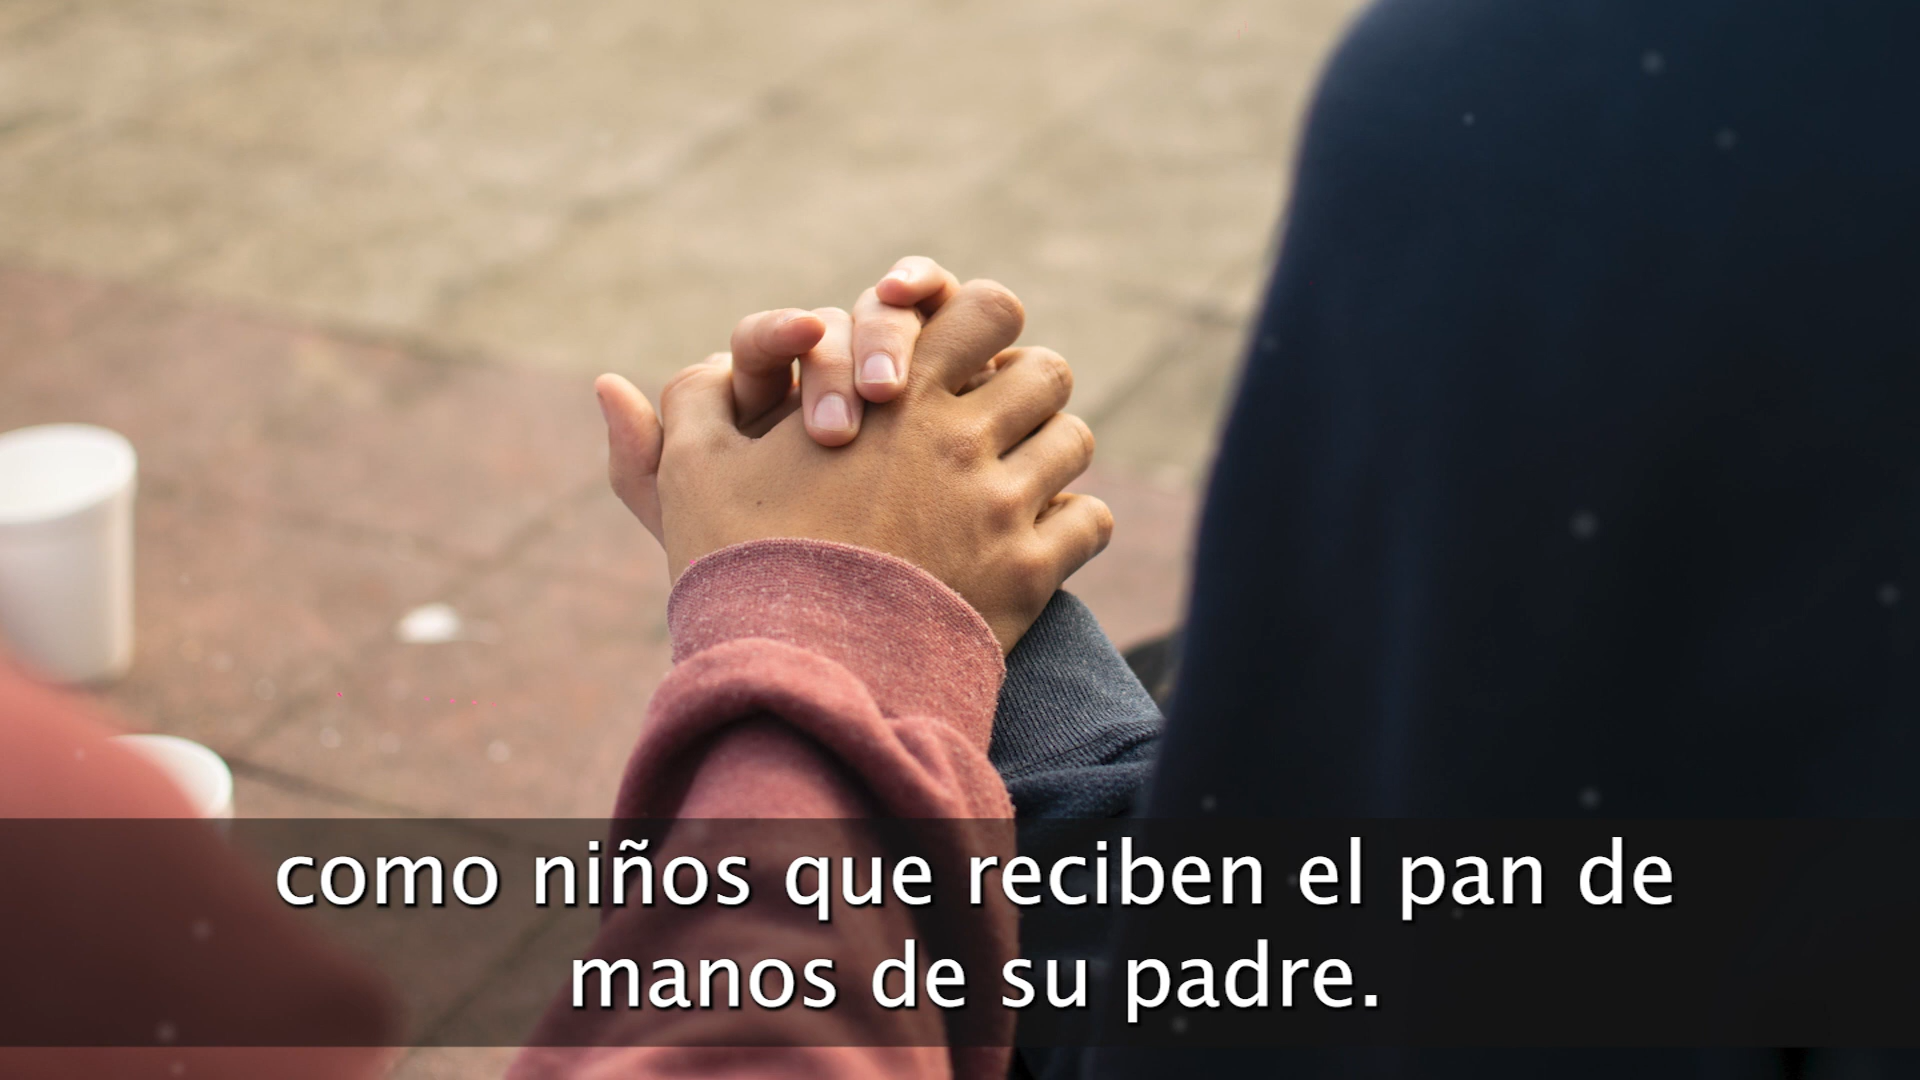 como niños que reciben el pan de
manos de su padre.